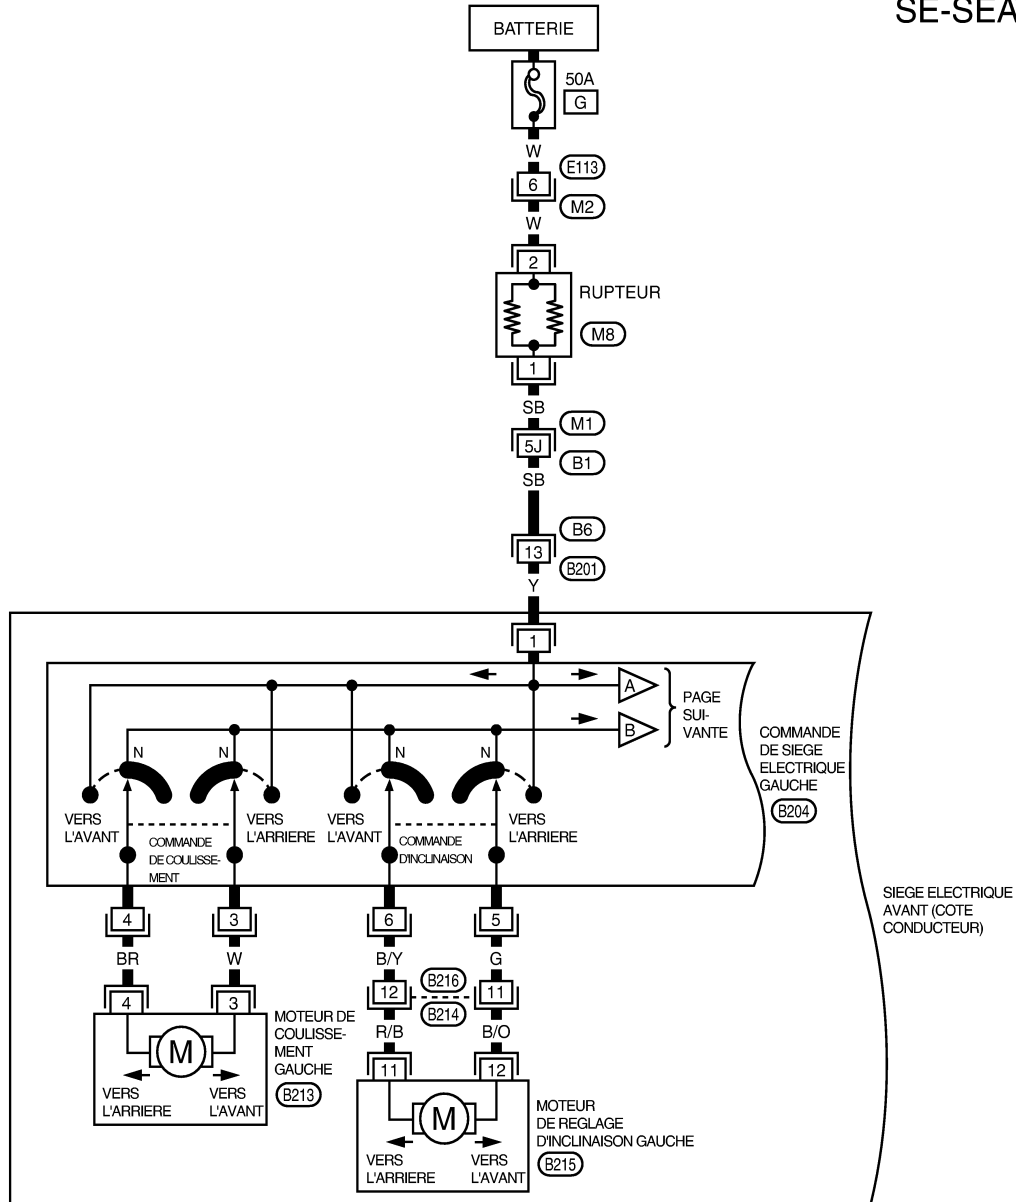 SE-SEA
BATTERIE
50A
G
W
E113
6
M2
W
2
RUPTEUR
M8
1
SB
M1
5J
B1
SB
B6
13
B201
Y
1
A
B
PAGE
SUI-
VANTE
COMMANDE
DE SIEGE
ELECTRIQUE
GAUCHE
B204
N
N
N
N
VERS
L'AVANT
VERS
L'ARRIERE
VERS
L'AVANT
VERS
L'ARRIERE
COMMANDE
DE COULISSE-
MENT
COMMANDE
D'INCLINAISON
SIEGE ELECTRIQUE
AVANT (COTE
CONDUCTEUR)
4
3
6
5
BR
W
B/Y
G
12
B216
11
B214
4
3
R/B
B/O
11
12
M
VERS
L'ARRIERE
VERS
L'AVANT
MOTEUR DE
COULISSE-
MENT
GAUCHE
B213
M
VERS
L'ARRIERE
VERS
L'AVANT
MOTEUR
DE REGLAGE
D'INCLINAISON GAUCHE
B215